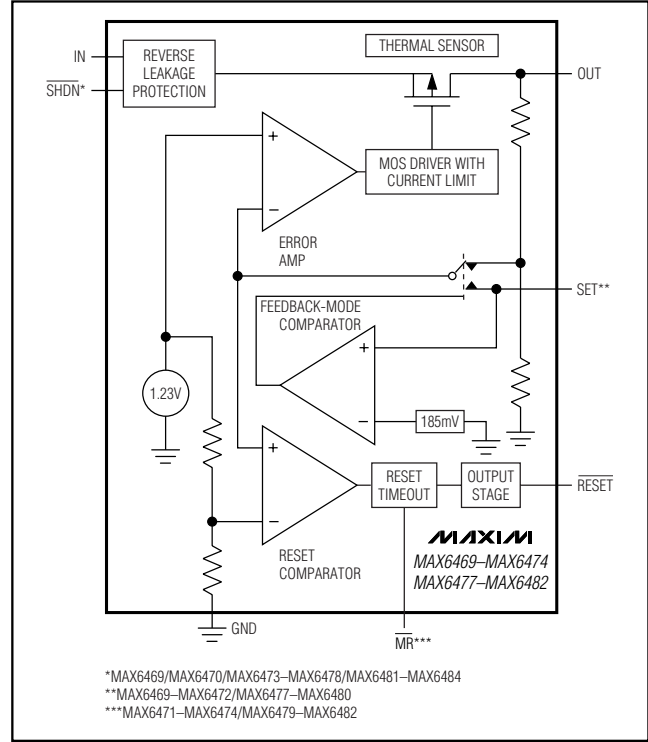 IN
SHDN*
REVERSE
LEAKAGE
PROTECTION
THERMAL SENSOR
OUT
+
−
ERROR
AMP
MOS DRIVER WITH
CURRENT LIMIT
SET**
FEEDBACK-MODE
COMPARATOR
+
−
185mV
1.23V
+
−
RESET
COMPARATOR
RESET
TIMEOUT
OUTPUT
STAGE
RESET
MAXIM
MAX6469–MAX6474
MAX6477–MAX6482
GND
MR***
*MAX6469/MAX6470/MAX6473–MAX6478/MAX6481–MAX6484
**MAX6469–MAX6472/MAX6477–MAX6480
***MAX6471–MAX6474/MAX6479–MAX6482